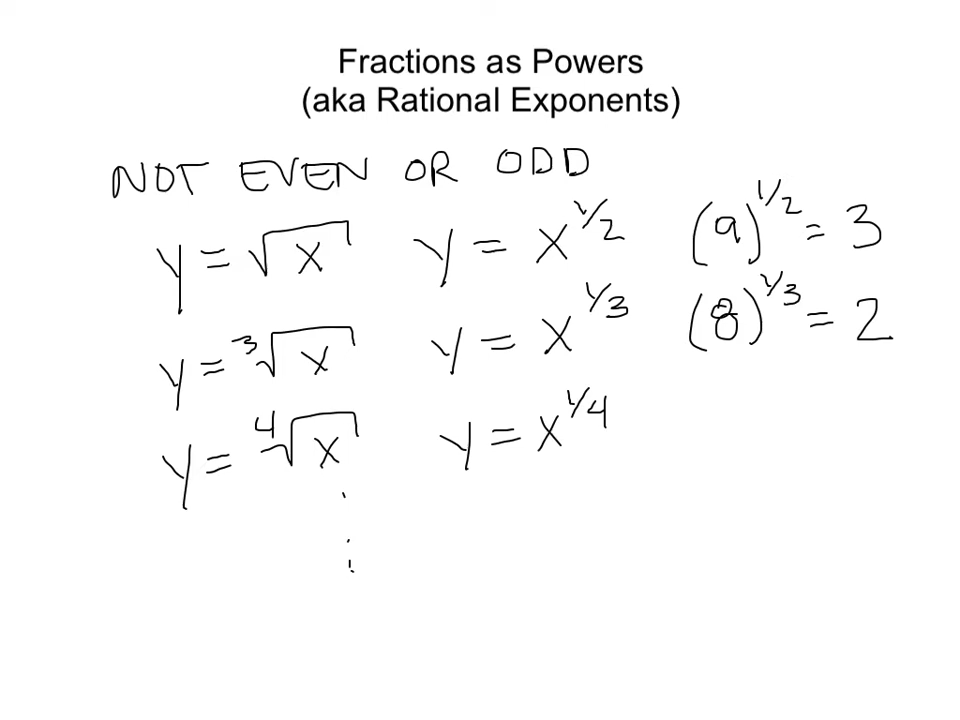 Fractions as Powers
(aka Rational Exponents)
NOT EVEN OR ODD
y = √x y = x^1/2 (9)^1/2 = 3
y = ³√x y = x^1/3 (8)^1/3 = 2
y = ⁴√x y = x^1/4
⋮